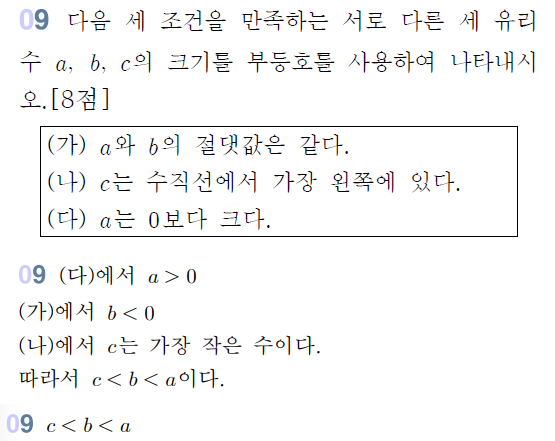 09 다음 세 조건을 만족하는 서로 다른 세 유리
수 a, b, c의 크기를 부등호를 사용하여 나타내시
오.[8점]
(가) a와 b의 절댓값은 같다.
(나) c는 수직선에서 가장 왼쪽에 있다.
(다) a는 0보다 크다.
09 (다)에서 a > 0
(가)에서 b < 0
(나)에서 c는 가장 작은 수이다.
따라서 c < b < a이다.
09 c < b < a